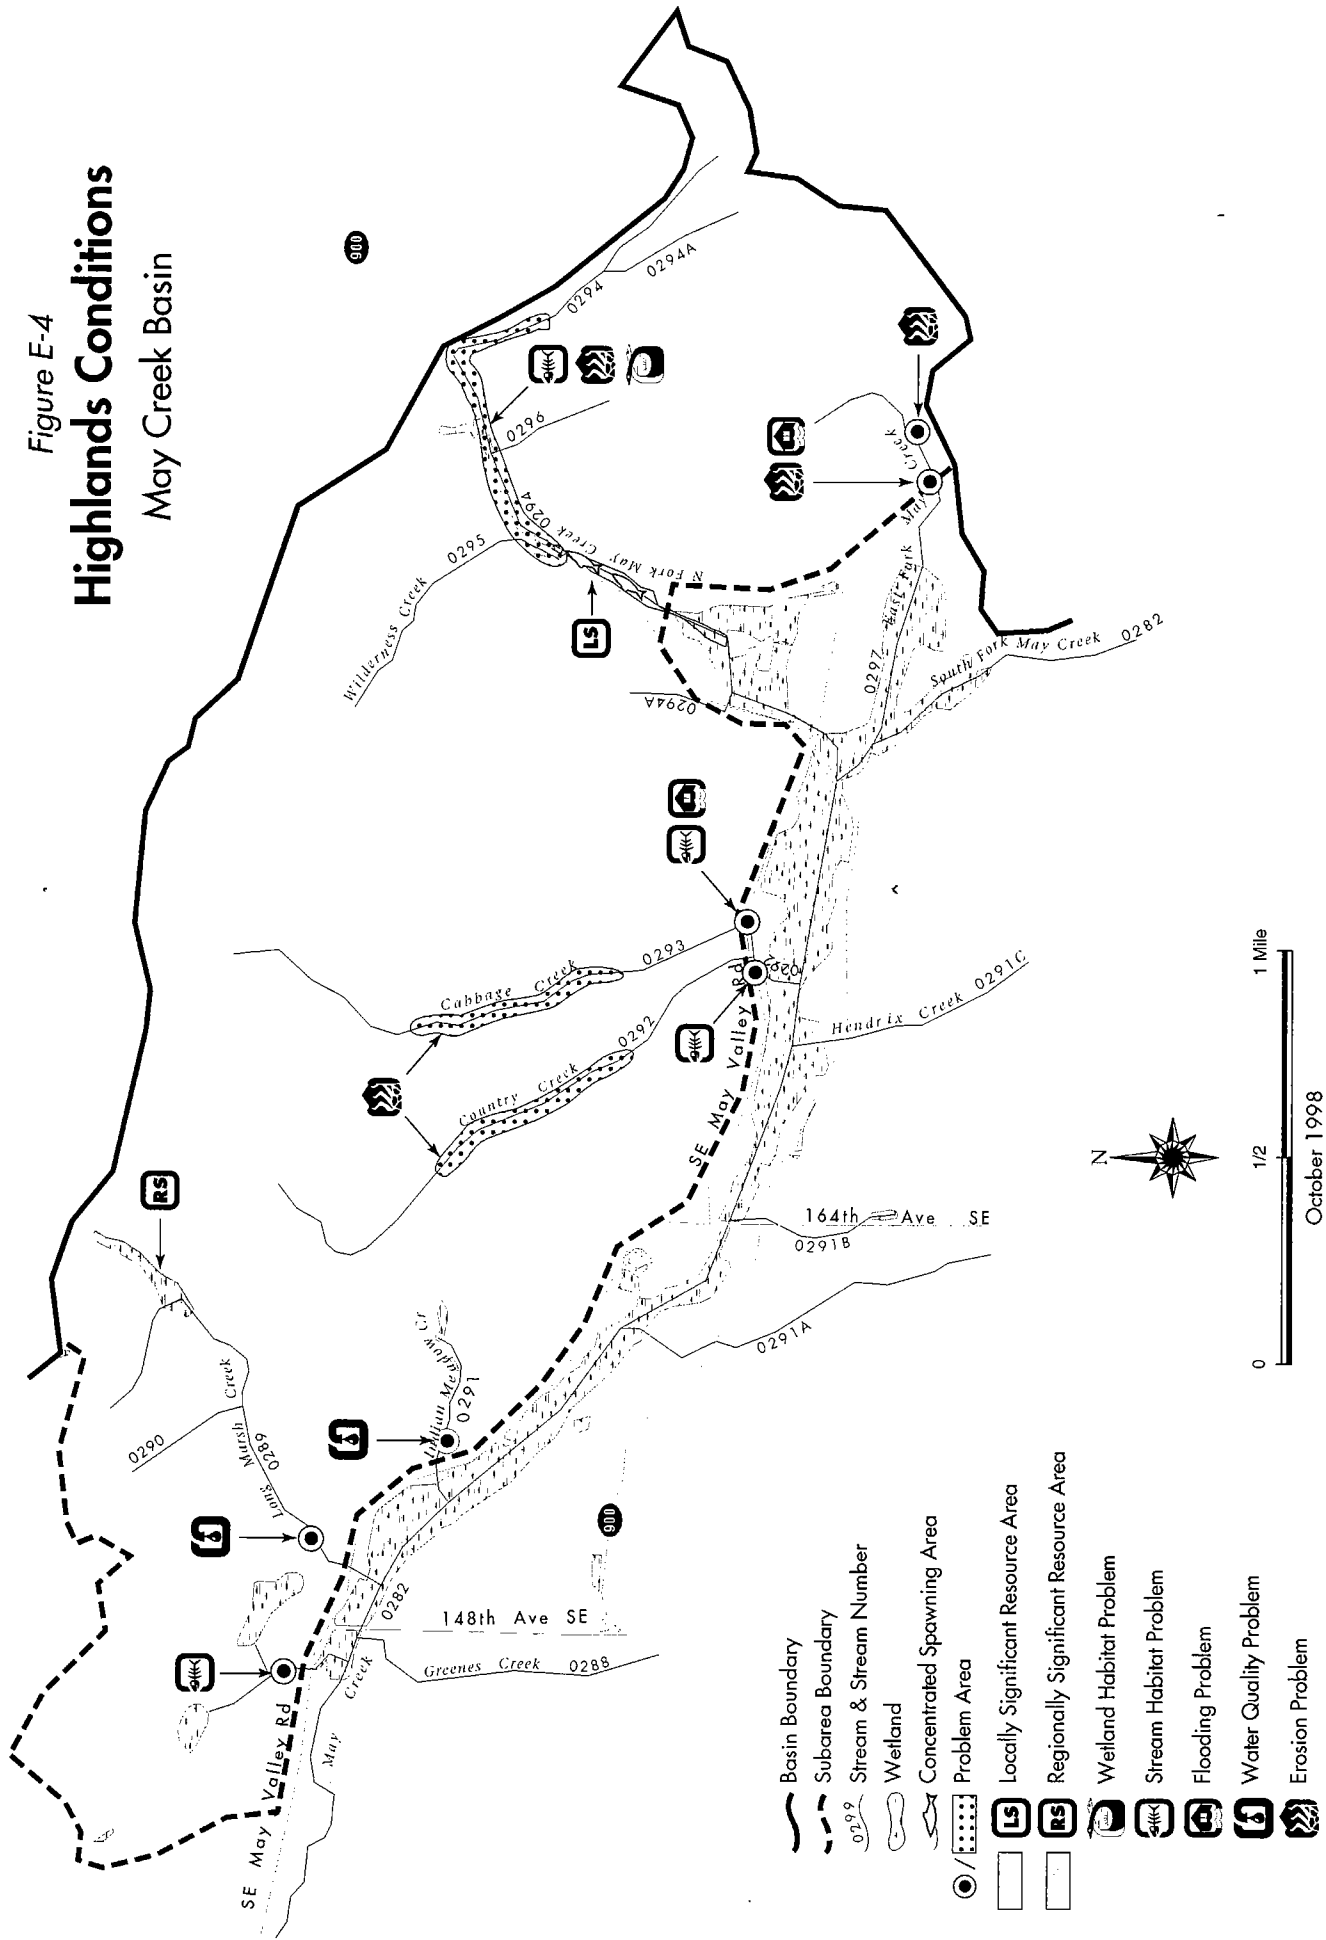 Figure E-4
Highlands Conditions
May Creek Basin
900
0294A
0294
0296
0295
Wilderness Creek
N Fork May Creek 0294
LS
0294A
0297
East Fork May Creek
South Fork May Creek 0282
Cabbage Creek
0293
Country Creek
0292
0292
SE May Valley Rd
Hendrix Creek 0291C
RS
164th Ave SE
0291B
0291A
Indian Meadow Cr
0291
0290
Long Marsh Creek
0289
900
0282
148th Ave SE
Greenes Creek 0288
May Creek
SE May Valley Rd
N
0 1/2 1 Mile
October 1998
Basin Boundary
Subarea Boundary
0299 Stream & Stream Number
Wetland
Concentrated Spawning Area
/ Problem Area
LS Locally Significant Resource Area
RS Regionally Significant Resource Area
Wetland Habitat Problem
Stream Habitat Problem
Flooding Problem
Water Quality Problem
Erosion Problem